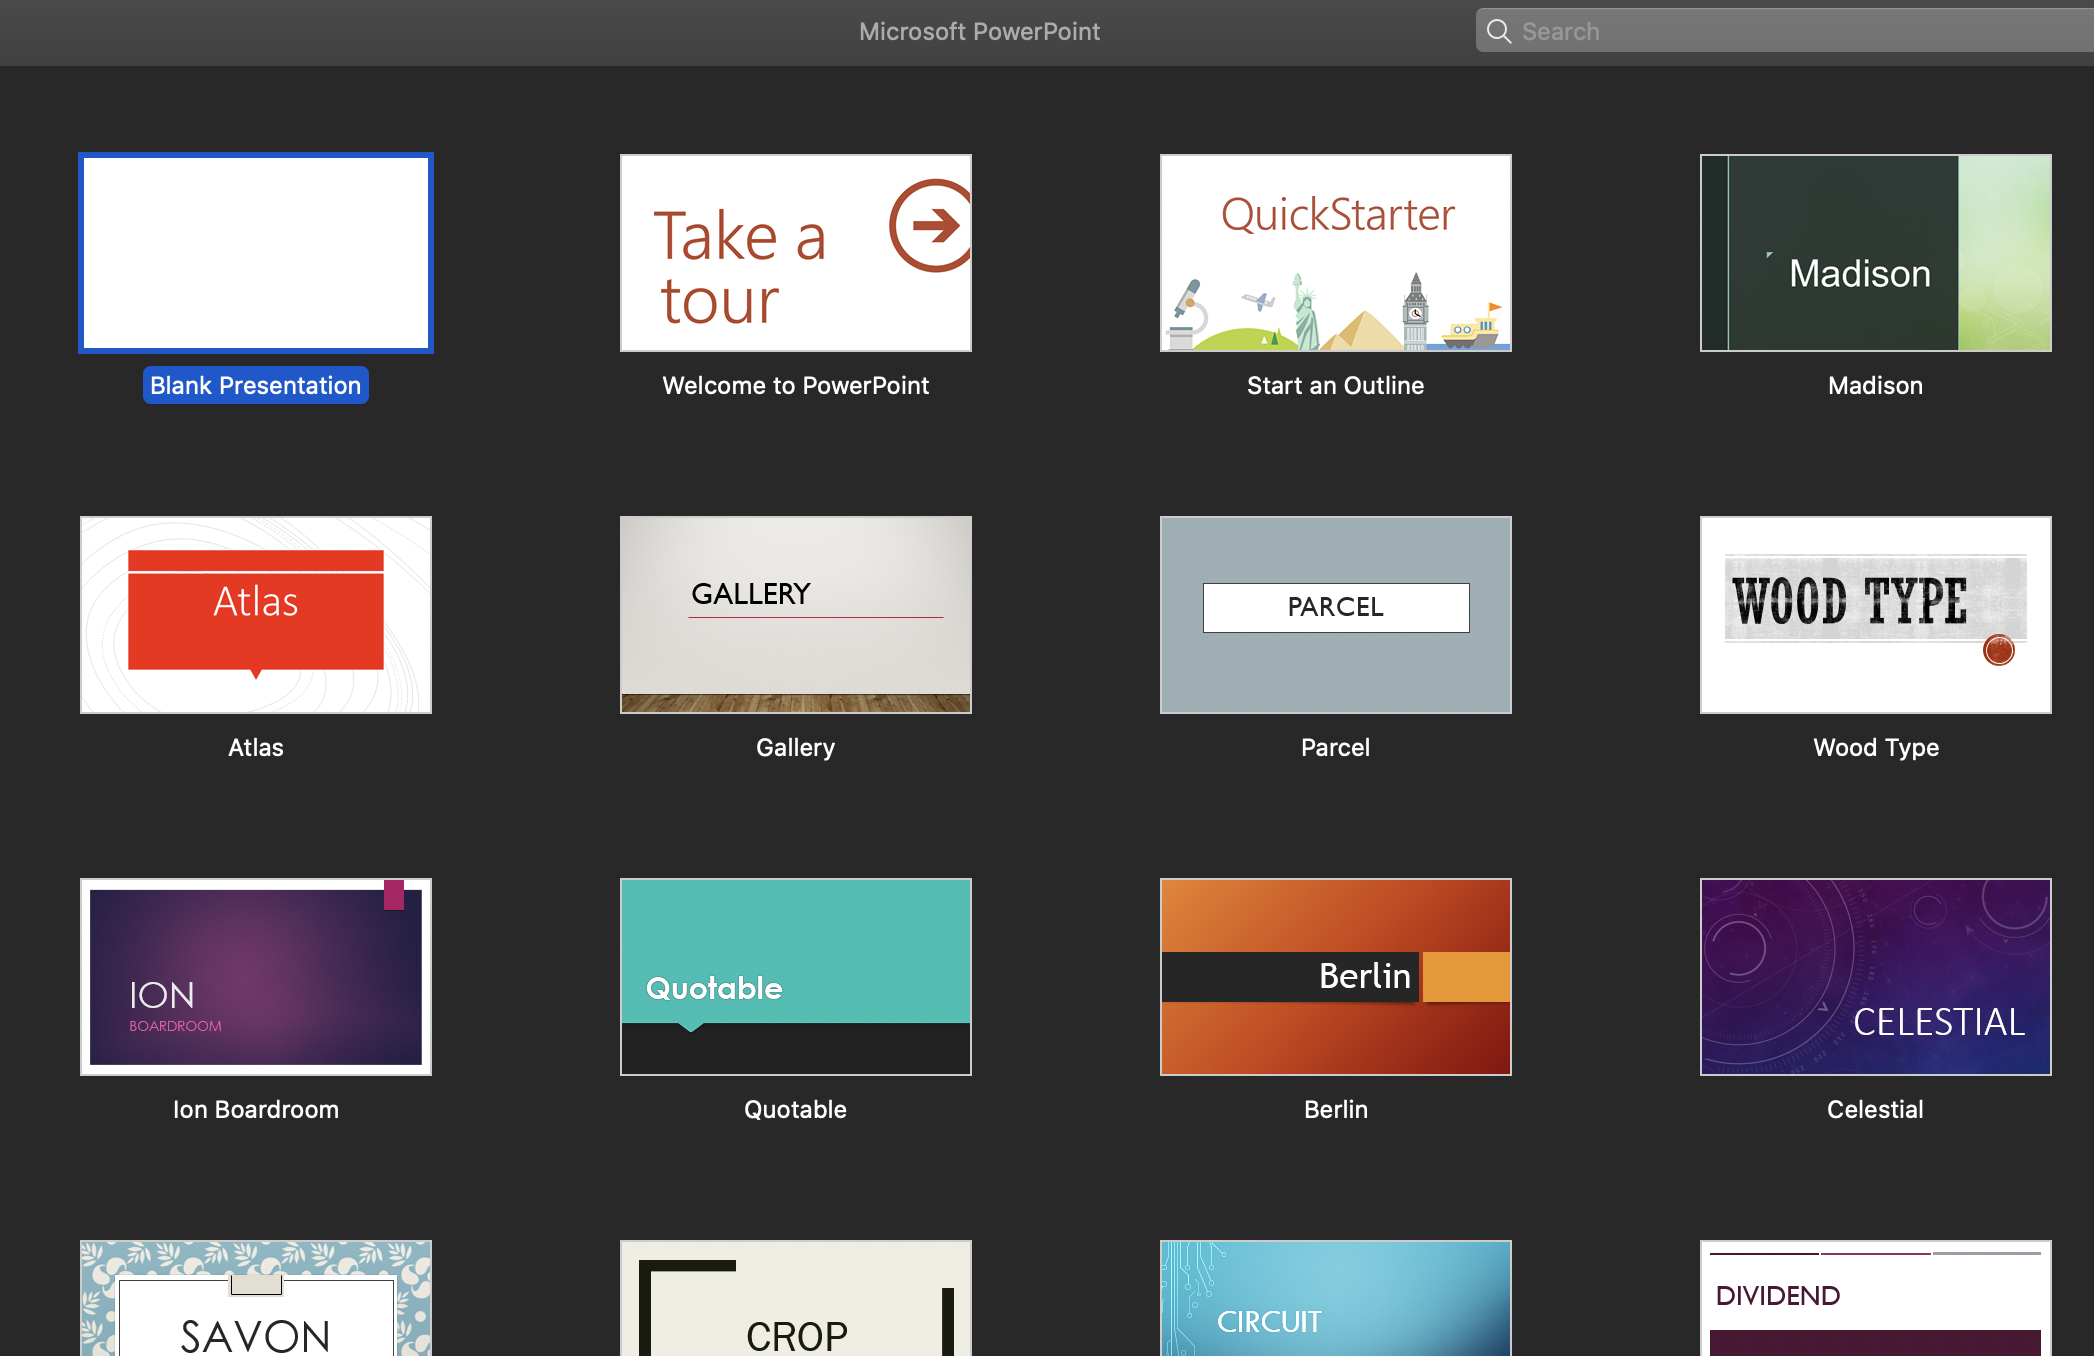 Microsoft PowerPoint
Search
Take a
tour
QuickStarter
Madison
Blank Presentation
Welcome to PowerPoint
Start an Outline
Madison
Atlas
GALLERY
PARCEL
WOOD TYPE
Atlas
Gallery
Parcel
Wood Type
ION
BOARDROOM
Quotable
Berlin
CELESTIAL
Ion Boardroom
Quotable
Berlin
Celestial
SAVON
CROP
CIRCUIT
DIVIDEND